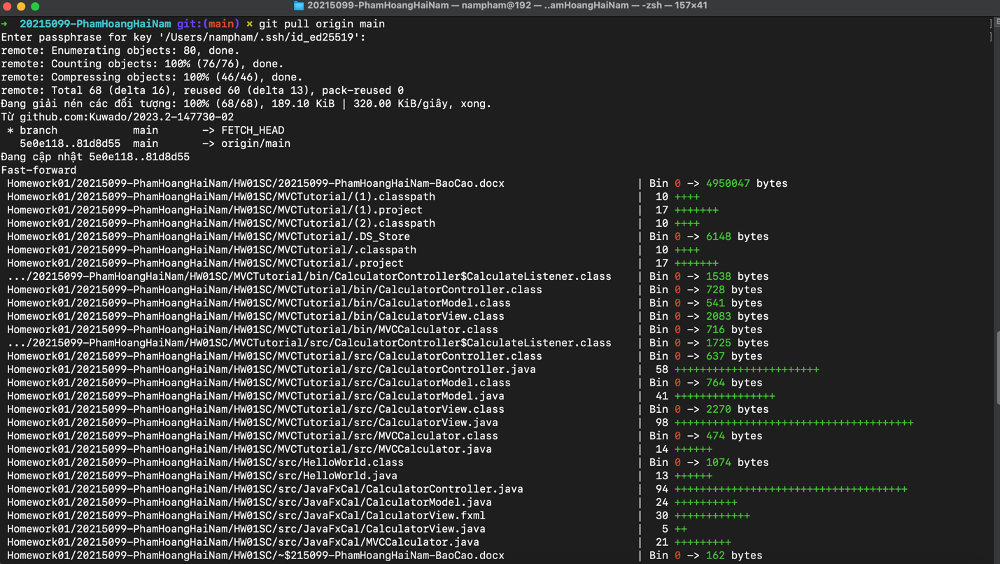 20215099-PhamHoangHaiNam — nampham@192 — ..amHoangHaiNam — -zsh — 157×41
➜  20215099-PhamHoangHaiNam git:(main) ✗ git pull origin main
Enter passphrase for key '/Users/nampham/.ssh/id_ed25519':
remote: Enumerating objects: 80, done.
remote: Counting objects: 100% (76/76), done.
remote: Compressing objects: 100% (46/46), done.
remote: Total 68 (delta 16), reused 60 (delta 13), pack-reused 0
Đang giải nén các đối tượng: 100% (68/68), 189.10 KiB | 320.00 KiB/giây, xong.
Từ github.com:Kuwado/2023.2-147730-02
 * branch            main       -> FETCH_HEAD
   5e0e118..81d8d55  main       -> origin/main
Đang cập nhật 5e0e118..81d8d55
Fast-forward
 Homework01/20215099-PhamHoangHaiNam/HW01SC/20215099-PhamHoangHaiNam-BaoCao.docx | Bin 0 -> 4950047 bytes
 Homework01/20215099-PhamHoangHaiNam/HW01SC/MVCTutorial/(1).classpath | 10 ++++
 Homework01/20215099-PhamHoangHaiNam/HW01SC/MVCTutorial/(1).project | 17 +++++++
 Homework01/20215099-PhamHoangHaiNam/HW01SC/MVCTutorial/(2).classpath | 10 ++++
 Homework01/20215099-PhamHoangHaiNam/HW01SC/MVCTutorial/.DS_Store | Bin 0 -> 6148 bytes
 Homework01/20215099-PhamHoangHaiNam/HW01SC/MVCTutorial/.classpath | 10 ++++
 Homework01/20215099-PhamHoangHaiNam/HW01SC/MVCTutorial/.project | 17 +++++++
 .../20215099-PhamHoangHaiNam/HW01SC/MVCTutorial/bin/CalculatorController$CalculateListener.class | Bin 0 -> 1538 bytes
 Homework01/20215099-PhamHoangHaiNam/HW01SC/MVCTutorial/bin/CalculatorController.class | Bin 0 -> 728 bytes
 Homework01/20215099-PhamHoangHaiNam/HW01SC/MVCTutorial/bin/CalculatorModel.class | Bin 0 -> 541 bytes
 Homework01/20215099-PhamHoangHaiNam/HW01SC/MVCTutorial/bin/CalculatorView.class | Bin 0 -> 2083 bytes
 Homework01/20215099-PhamHoangHaiNam/HW01SC/MVCTutorial/bin/MVCCalculator.class | Bin 0 -> 716 bytes
 .../20215099-PhamHoangHaiNam/HW01SC/MVCTutorial/src/CalculatorController$CalculateListener.class | Bin 0 -> 1725 bytes
 Homework01/20215099-PhamHoangHaiNam/HW01SC/MVCTutorial/src/CalculatorController.class | Bin 0 -> 637 bytes
 Homework01/20215099-PhamHoangHaiNam/HW01SC/MVCTutorial/src/CalculatorController.java | 58 +++++++++++++++++++++++
 Homework01/20215099-PhamHoangHaiNam/HW01SC/MVCTutorial/src/CalculatorModel.class | Bin 0 -> 764 bytes
 Homework01/20215099-PhamHoangHaiNam/HW01SC/MVCTutorial/src/CalculatorModel.java | 41 ++++++++++++++++
 Homework01/20215099-PhamHoangHaiNam/HW01SC/MVCTutorial/src/CalculatorView.class | Bin 0 -> 2270 bytes
 Homework01/20215099-PhamHoangHaiNam/HW01SC/MVCTutorial/src/CalculatorView.java | 98 ++++++++++++++++++++++++++++++++++++++
 Homework01/20215099-PhamHoangHaiNam/HW01SC/MVCTutorial/src/MVCCalculator.class | Bin 0 -> 474 bytes
 Homework01/20215099-PhamHoangHaiNam/HW01SC/MVCTutorial/src/MVCCalculator.java | 14 ++++++
 Homework01/20215099-PhamHoangHaiNam/HW01SC/src/HelloWorld.class | Bin 0 -> 1074 bytes
 Homework01/20215099-PhamHoangHaiNam/HW01SC/src/HelloWorld.java | 13 ++++++
 Homework01/20215099-PhamHoangHaiNam/HW01SC/src/JavaFxCal/CalculatorController.java | 94 +++++++++++++++++++++++++++++++++++++
 Homework01/20215099-PhamHoangHaiNam/HW01SC/src/JavaFxCal/CalculatorModel.java | 24 ++++++++++
 Homework01/20215099-PhamHoangHaiNam/HW01SC/src/JavaFxCal/CalculatorView.fxml | 30 ++++++++++++
 Homework01/20215099-PhamHoangHaiNam/HW01SC/src/JavaFxCal/CalculatorView.java | 5 ++
 Homework01/20215099-PhamHoangHaiNam/HW01SC/src/JavaFxCal/MVCCalculator.java | 21 +++++++++
 Homework01/20215099-PhamHoangHaiNam/HW01SC/~$215099-PhamHoangHaiNam-BaoCao.docx | Bin 0 -> 162 bytes